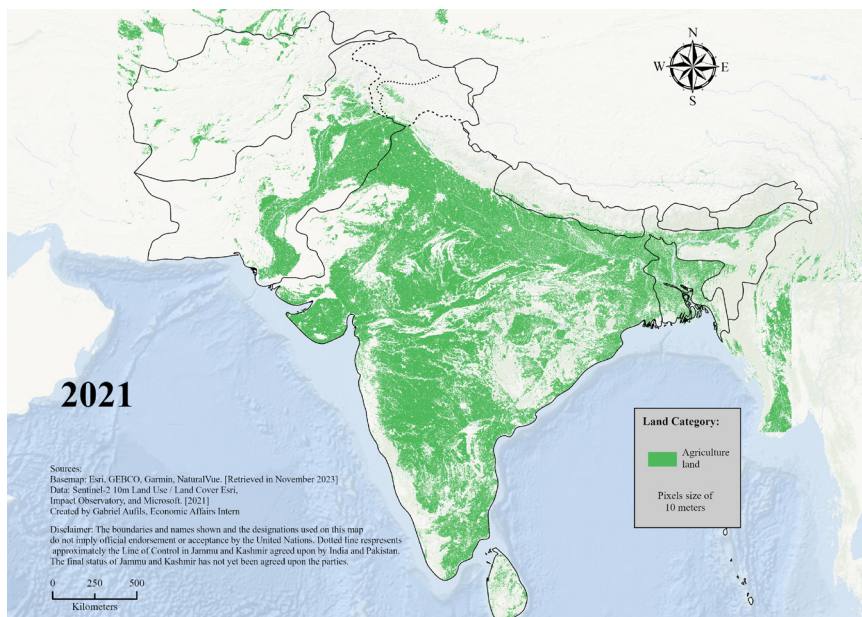 N
W E
S
2021
Land Category:
Agriculture
land
Pixels size of
10 meters
Sources:
Basemap: Esri, GEBCO, Garmin, NaturalVue. [Retrieved in November 2023]
Data: Sentinel-2 10m Land Use / Land Cover Esri,
Impact Observatory, and Microsoft. [2021]
Created by Gabriel Aufils, Economic Affairs Intern
Disclaimer: The boundaries and names shown and the designations used on this map
do not imply official endorsement or acceptance by the United Nations. Dotted line respresents
approximately the Line of Control in Jammu and Kashmir agreed upon by India and Pakistan.
The final status of Jammu and Kashmir has not yet been agreed upon the parties.
0 250 500
Kilometers